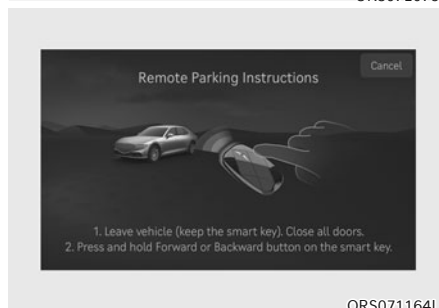 Cancel
Remote Parking Instructions
1. Leave vehicle (keep the smart key). Close all doors.
2. Press and hold Forward or Backward button on the smart key.